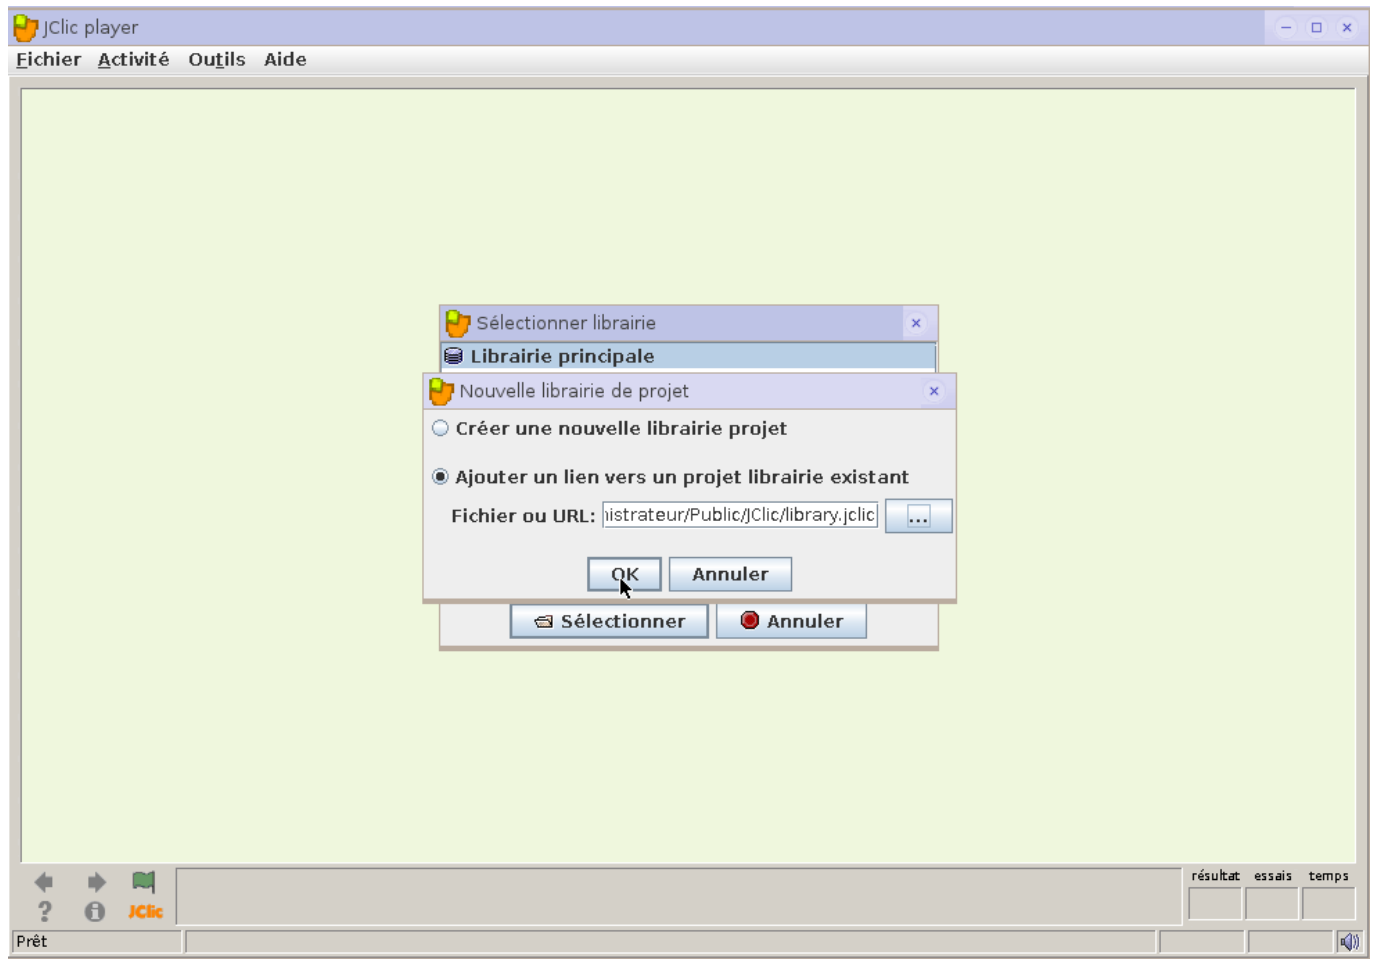 JClic player
Fichier Activité Outils Aide
Sélectionner librairie
Librairie principale
Nouvelle librairie de projet
Créer une nouvelle librairie projet
Ajouter un lien vers un projet librairie existant
Fichier ou URL: istrateur/Public/JClic/library.jclic ...
OK Annuler
Sélectionner Annuler
résultat essais temps
? i JClic
Prêt